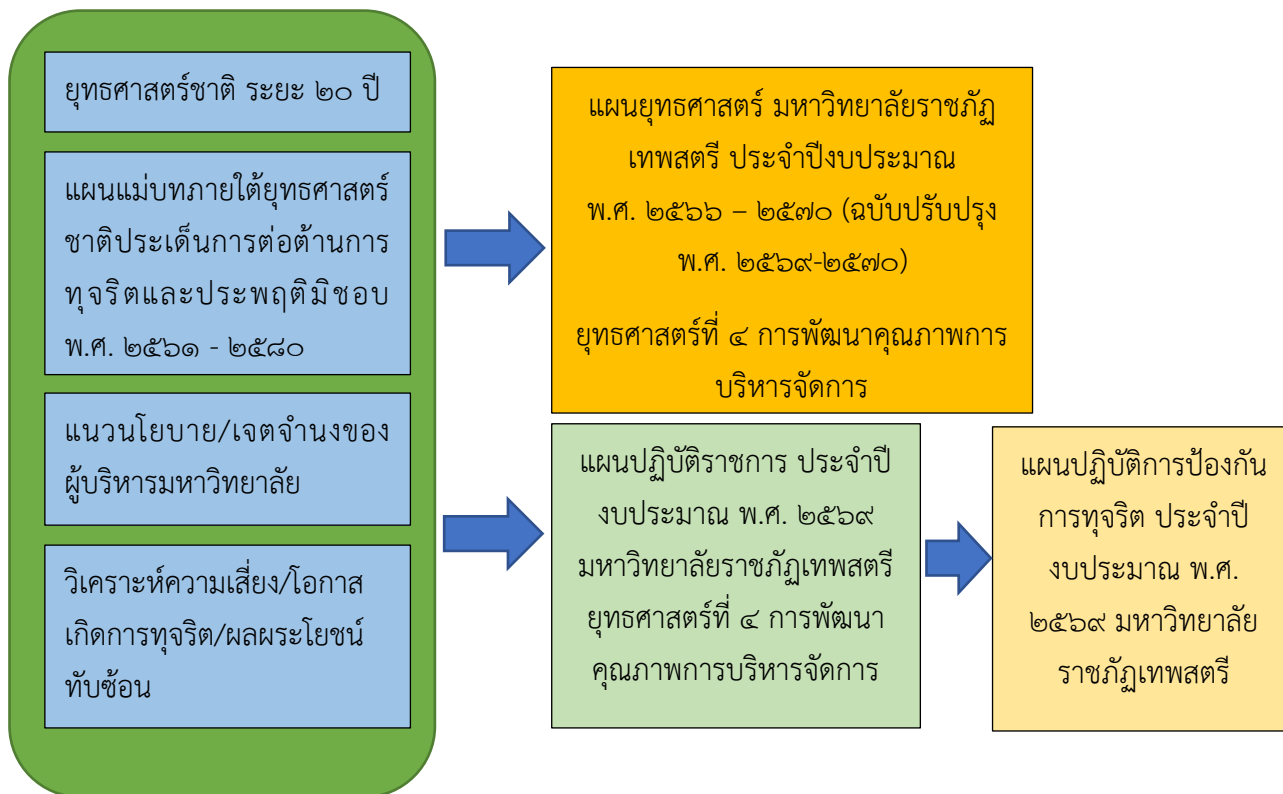 ยุทธศาสตร์ชาติ ระยะ ๒๐ ปี
แผนแม่บทภายใต้ยุทธศาสตร์
ชาติประเด็นการต่อต้านการ
ทุจริตและประพฤติมิชอบ
พ.ศ. ๒๕๖๑ - ๒๕๘๐
แนวนโยบาย/เจตจำนงของ
ผู้บริหารมหาวิทยาลัย
วิเคราะห์ความเสี่ยง/โอกาส
เกิดการทุจริต/ผลผระโยชน์
ทับซ้อน
แผนยุทธศาสตร์ มหาวิทยาลัยราชภัฏ
เทพสตรี ประจำปีงบประมาณ
พ.ศ. ๒๕๖๖ – ๒๕๗๐ (ฉบับปรับปรุง
พ.ศ. ๒๕๖๙-๒๕๗๐)
ยุทธศาสตร์ที่ ๔ การพัฒนาคุณภาพการ
บริหารจัดการ
แผนปฏิบัติราชการ ประจำปี
งบประมาณ พ.ศ. ๒๕๖๙
มหาวิทยาลัยราชภัฏเทพสตรี
ยุทธศาสตร์ที่ ๔ การพัฒนา
คุณภาพการบริหารจัดการ
แผนปฏิบัติการป้องกัน
การทุจริต ประจำปี
งบประมาณ พ.ศ.
๒๕๖๙ มหาวิทยาลัย
ราชภัฏเทพสตรี